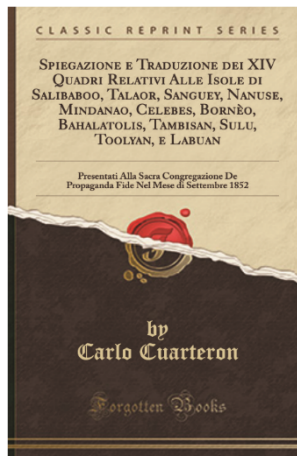 CLASSIC REPRINT SERIES
Spiegazione e Traduzione dei XIV
Quadri Relativi Alle Isole di
Salibaboo, Talaor, Sanguey, Nanuse,
Mindanao, Celebes, Bornèo,
Bahalatolis, Tambisan, Sulu,
Toolyan, e Labuan
Presentati Alla Sacra Congregazione De
Propaganda Fide Nel Mese di Settembre 1852
by
Carlo Cuarteron
Forgotten Books